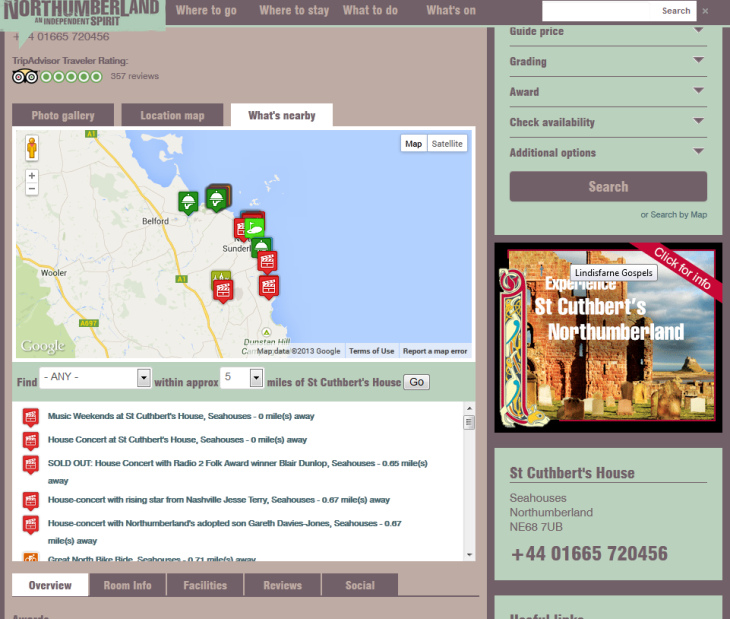 NORTHUMBERLAND
AN INDEPENDENT SPIRIT
Where to go Where to stay What to do What's on
Search ×
+44 01665 720456
TripAdvisor Traveler Rating:
357 reviews
Photo gallery Location map What's nearby
Map Satellite
A1
+
−
Belford
Wooler
A1
A697
Dunstan Hill
Google
Map data ©2013 Google Terms of Use Report a map error
Find - ANY - within approx 5 miles of St Cuthbert's House Go
Music Weekends at St Cuthbert's House, Seahouses - 0 mile(s) away
House Concert at St Cuthbert's House, Seahouses - 0 mile(s) away
SOLD OUT: House Concert with Radio 2 Folk Award winner Blair Dunlop, Seahouses - 0.65 mile(s)
away
House-concert with rising star from Nashville Jesse Terry, Seahouses - 0.67 mile(s) away
House-concert with Northumberland's adopted son Gareth Davies-Jones, Seahouses - 0.67
mile(s) away
Great North Bike Ride, Seahouses - 0.71 mile(s) away
Overview Room Info Facilities Reviews Social
Awards
Guide price
Grading
Award
Check availability
Additional options
Search
or Search by Map
Click for info
Lindisfarne Gospels
Experience
St Cuthbert's
Northumberland
St Cuthbert's House
Seahouses
Northumberland
NE68 7UB
+44 01665 720456
Useful links